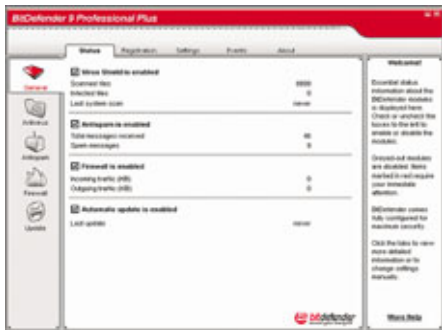 BitDefender 9 Professional Plus
Status Registration Settings Events About
General
Antivirus
Antispam
Firewall
Update
Virus Shield is enabled
Scanned files
Infected files 0
Last system scan never
Antispam is enabled
Total messages received
Spam messages
Firewall is enabled
Incoming traffic (KB) 0
Outgoing traffic (KB) 0
Automatic update is enabled
Last update never
bitdefender
Welcome!
Essential status
information about the
BitDefender modules
is displayed here.
Check or uncheck the
boxes to the left to
enable or disable the
modules.
Grayed-out modules
are disabled. Items
marked in red require
your immediate
attention.
BitDefender comes
fully configured for
maximum security.
Click the tabs to view
more detailed
information or to
change settings
manually.
More Help